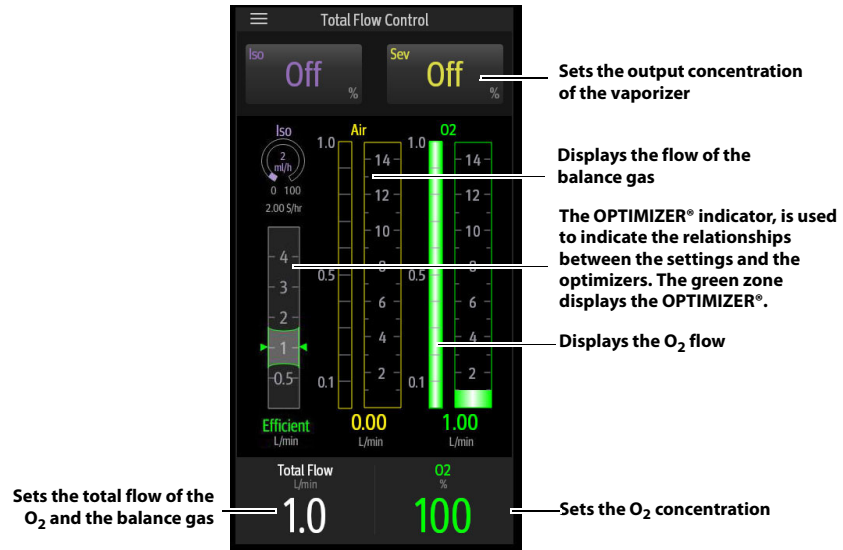 Total Flow Control
Iso
Off
%
Sev
Off
%
Sets the output concentration
of the vaporizer
Iso
2
ml/h
0 100
2.00 $/hr
4
3
2
1
0.5
Efficient
L/min
Air
1.0
0.5
0.1
14
12
10
8
6
4
2
0.00
L/min
O2
1.0
0.5
0.1
14
12
10
8
6
4
2
1.00
L/min
Displays the flow of the
balance gas
The OPTIMIZER® indicator, is used
to indicate the relationships
between the settings and the
optimizers. The green zone
displays the OPTIMIZER®.
Displays the O2 flow
Total Flow
L/min
1.0
O2
%
100
Sets the total flow of the
O2 and the balance gas
Sets the O2 concentration